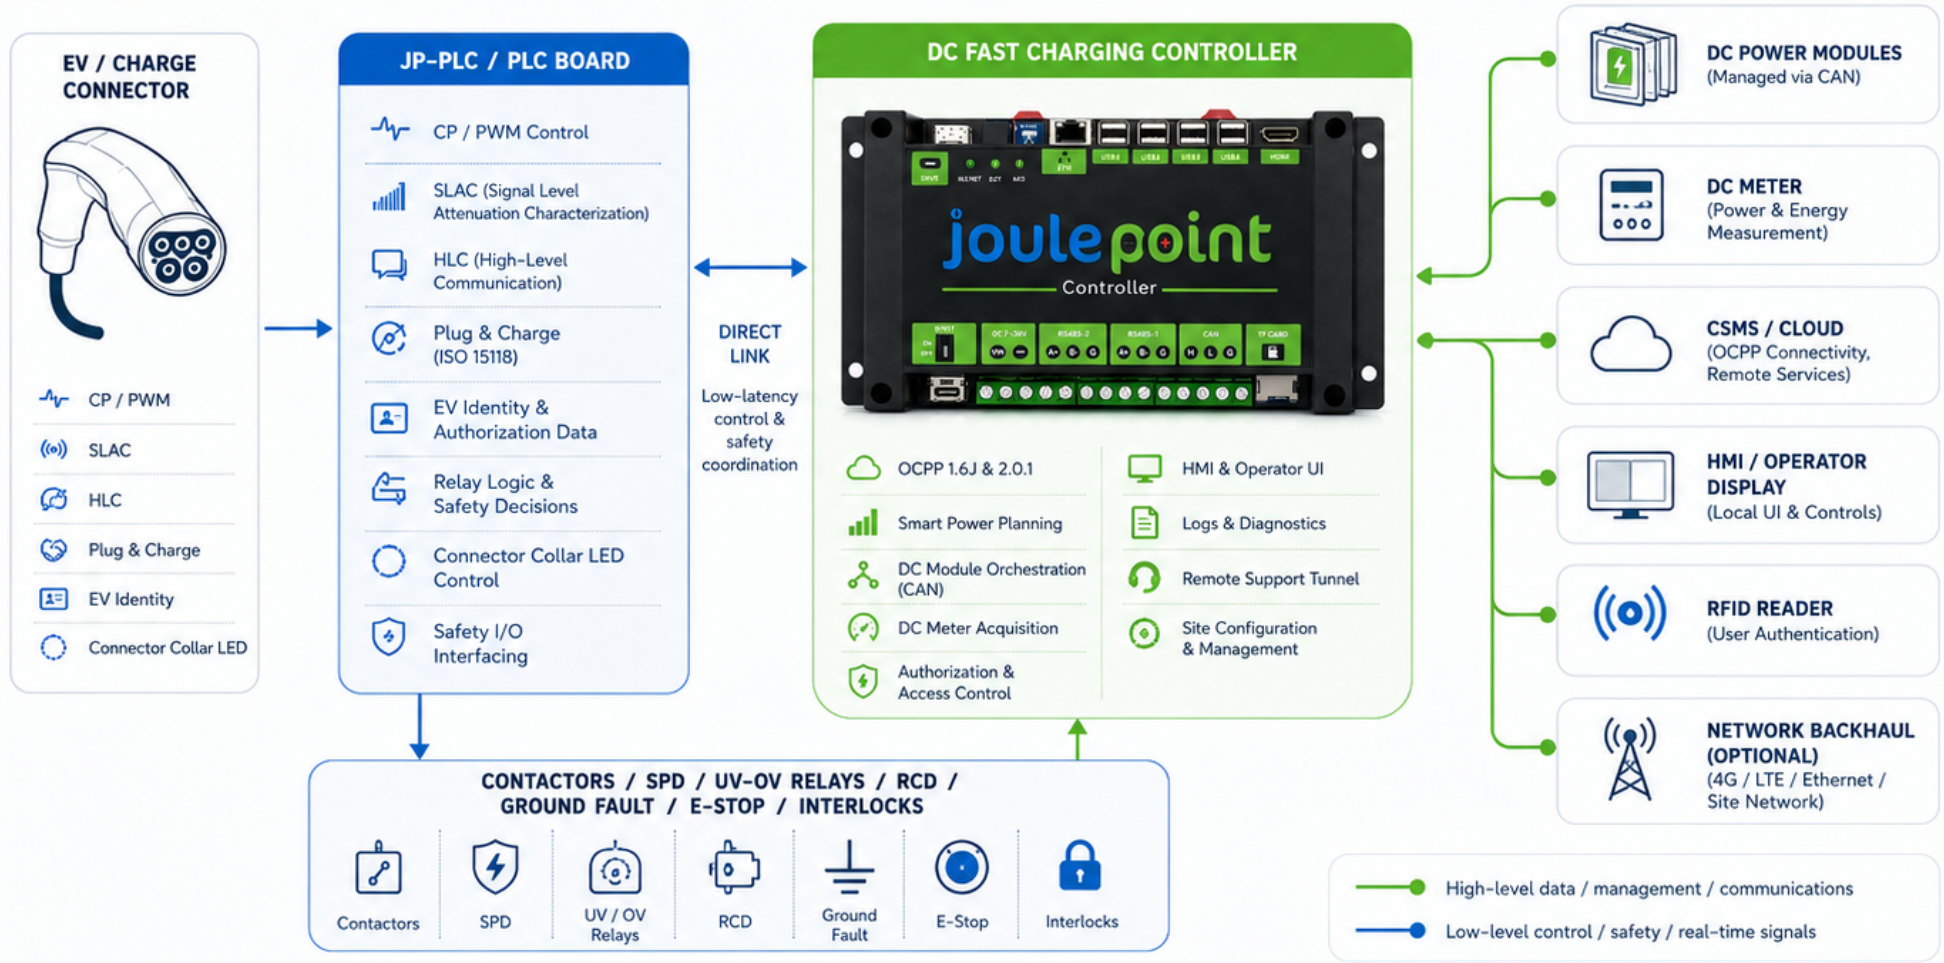 EV / CHARGE
CONNECTOR
CP / PWM
SLAC
HLC
Plug & Charge
EV Identity
Connector Collar LED
JP-PLC / PLC BOARD
CP / PWM Control
SLAC (Signal Level
Attenuation Characterization)
HLC (High-Level
Communication)
Plug & Charge
(ISO 15118)
EV Identity &
Authorization Data
Relay Logic &
Safety Decisions
Connector Collar LED
Control
Safety I/O
Interfacing
DIRECT
LINK
Low-latency
control &
safety
coordination
DC FAST CHARGING CONTROLLER
joulepoint
Controller
RS485-2
RS485-1
CAN
TF CARD
A+ B- G
A+ B- G
H L G
OCPP 1.6J & 2.0.1
Smart Power Planning
DC Module Orchestration
(CAN)
DC Meter Acquisition
Authorization &
Access Control
HMI & Operator UI
Logs & Diagnostics
Remote Support Tunnel
Site Configuration
& Management
DC POWER MODULES
(Managed via CAN)
DC METER
(Power & Energy
Measurement)
CSMS / CLOUD
(OCPP Connectivity,
Remote Services)
HMI / OPERATOR
DISPLAY
(Local UI & Controls)
RFID READER
(User Authentication)
NETWORK BACKHAUL
(OPTIONAL)
(4G / LTE / Ethernet /
Site Network)
CONTACTORS / SPD / UV-OV RELAYS / RCD /
GROUND FAULT / E-STOP / INTERLOCKS
Contactors
SPD
UV / OV
Relays
RCD
Ground
Fault
E-Stop
Interlocks
High-level data / management / communications
Low-level control / safety / real-time signals